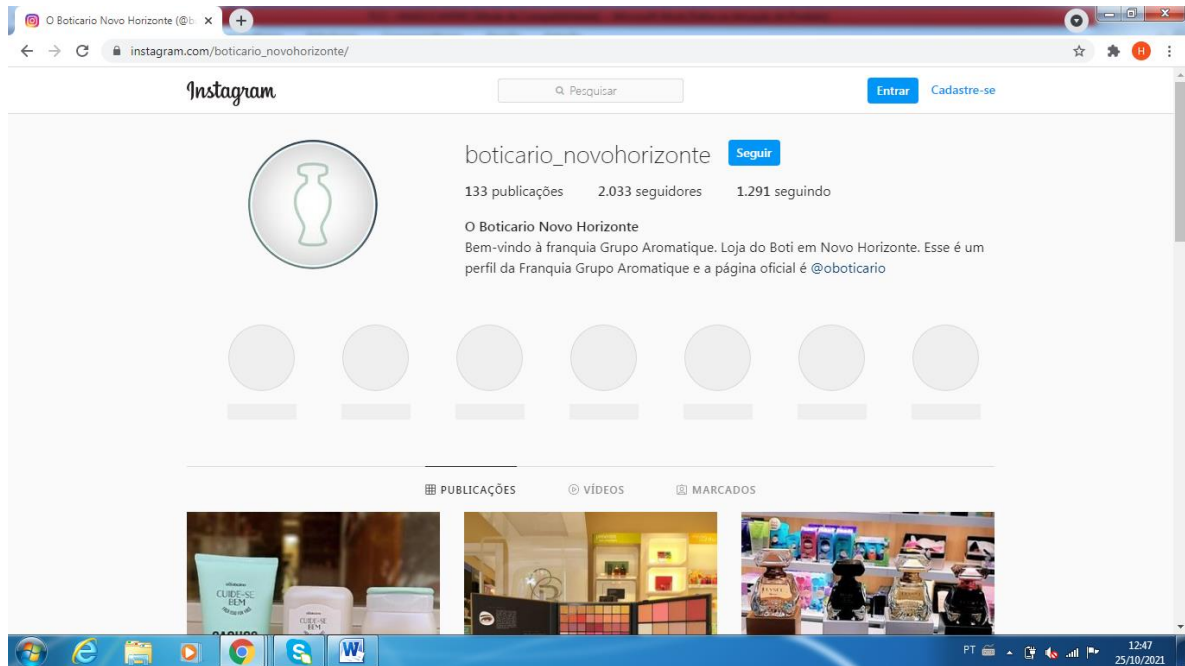 O Boticario Novo Horizonte (@b
instagram.com/boticario_novohorizonte/
H
Instagram
Pesquisar
Entrar
Cadastre-se
boticario_novohorizonte
Seguir
133 publicações 2.033 seguidores 1.291 seguindo
O Boticario Novo Horizonte
Bem-vindo à franquia Grupo Aromatique. Loja do Boti em Novo Horizonte. Esse é um
perfil da Franquia Grupo Aromatique e a página oficial é @oboticario
PUBLICAÇÕES VÍDEOS MARCADOS
CUIDE-SE
BEM
CUIDE-SE
BEM
PT
12:47
25/10/2021